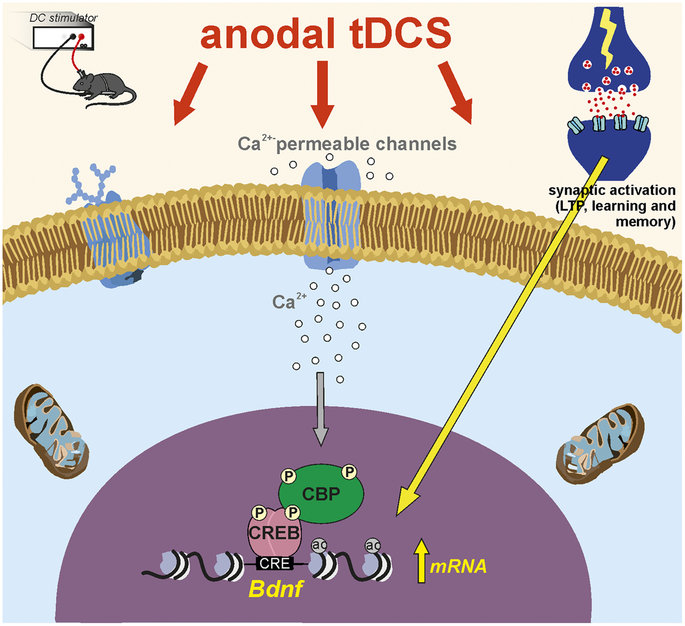 DC stimulator
anodal tDCS
Ca2+-permeable channels
synaptic activation
(LTP, learning and
memory)
Ca2+
P
P
CBP
P
P
CREB
ac
ac
CRE
mRNA
Bdnf